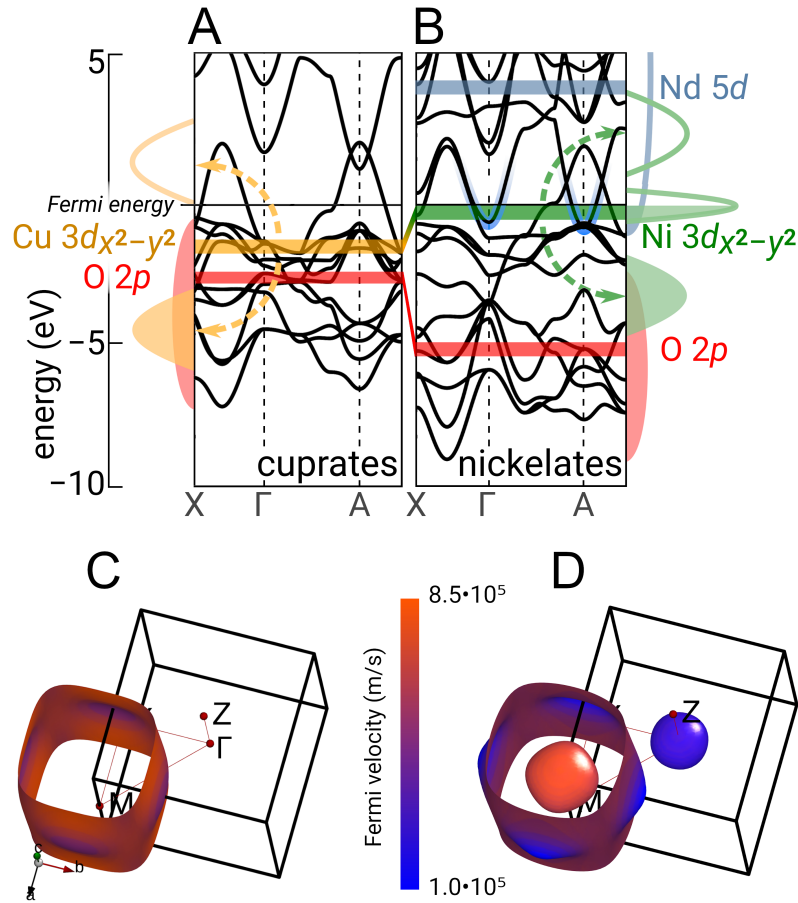 A
B
5
Nd 5d
Fermi energy
Cu 3dx²−y²
Ni 3dx²−y²
O 2p
O 2p
−5
energy (eV)
−10
cuprates
nickelates
X Γ A X Γ A
C
D
8.5•10⁵
Fermi velocity (m/s)
1.0•10⁵
Z
Γ
M
c
b
a
Z
M